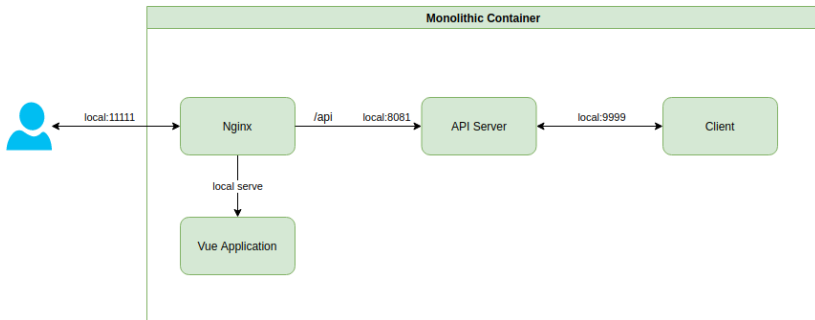 Monolithic Container
local:11111
Nginx
/api
local:8081
API Server
local:9999
Client
local serve
Vue Application